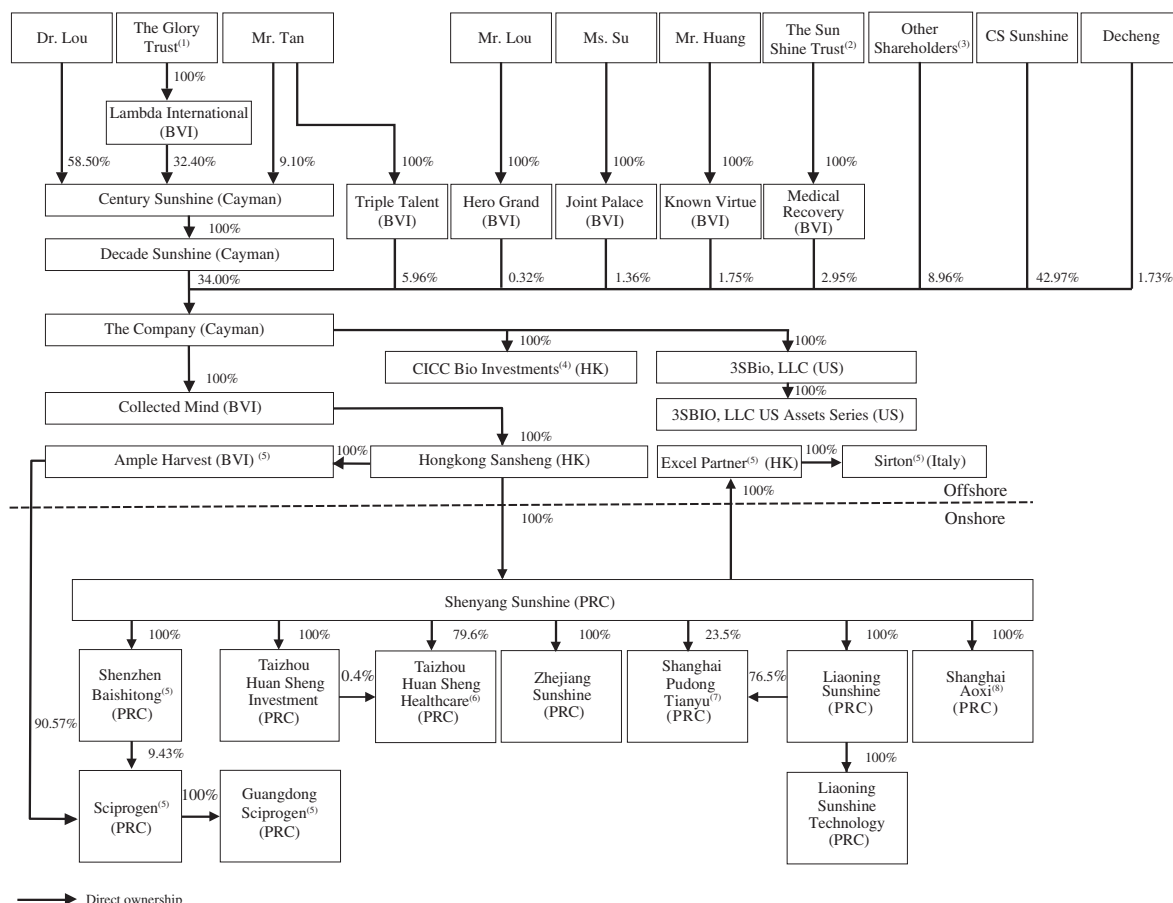 Dr. Lou
The Glory
Trust(1)
Mr. Tan
Mr. Lou
Ms. Su
Mr. Huang
The Sun
Shine Trust(2)
Other
Shareholders(3)
CS Sunshine
Decheng
100%
Lambda International
(BVI)
58.50%
32.40%
9.10%
100%
100%
100%
100%
100%
Century Sunshine (Cayman)
Triple Talent
(BVI)
Hero Grand
(BVI)
Joint Palace
(BVI)
Known Virtue
(BVI)
Medical
Recovery
(BVI)
100%
Decade Sunshine (Cayman)
34.00%
5.96%
0.32%
1.36%
1.75%
2.95%
8.96%
42.97%
1.73%
The Company (Cayman)
100%
100%
CICC Bio Investments(4) (HK)
3SBio, LLC (US)
100%
100%
Collected Mind (BVI)
3SBIO, LLC US Assets Series (US)
100%
Ample Harvest (BVI) (5)
100%
Hongkong Sansheng (HK)
Excel Partner(5) (HK)
100%
Sirton(5) (Italy)
100%
Offshore
Onshore
100%
Shenyang Sunshine (PRC)
100%
100%
79.6%
100%
23.5%
100%
100%
Shenzhen
Baishitong(5)
(PRC)
Taizhou
Huan Sheng
Investment
(PRC)
0.4%
Taizhou
Huan Sheng
Healthcare(6)
(PRC)
Zhejiang
Sunshine
(PRC)
Shanghai
Pudong
Tianyu(7)
(PRC)
76.5%
Liaoning
Sunshine
(PRC)
Shanghai
Aoxi(8)
(PRC)
90.57%
9.43%
100%
Sciprogen(5)
(PRC)
100%
Guangdong
Sciprogen(5)
(PRC)
Liaoning
Sunshine
Technology
(PRC)
Direct ownership